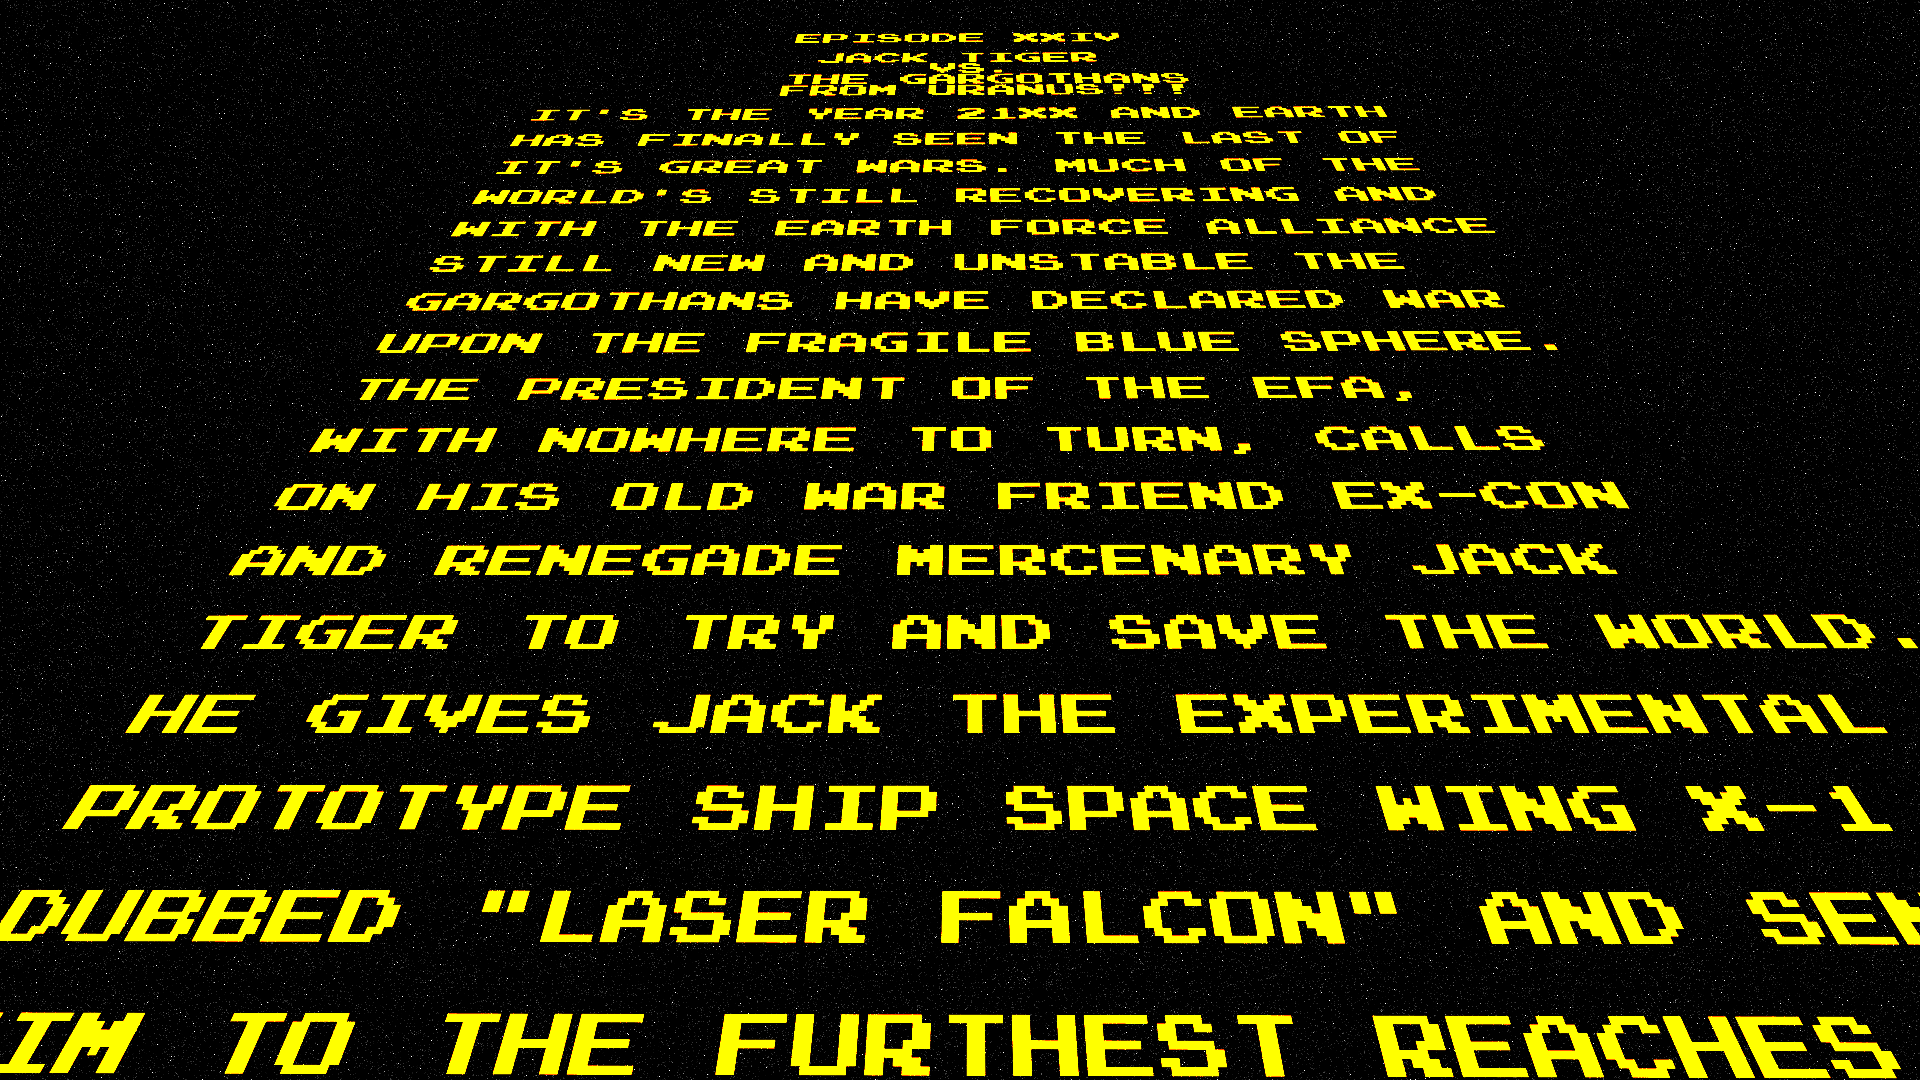 EPISODE XXIV
JACK TIGER
VS.
THE GARGOTHANS
FROM URANUS!!!
IT'S THE YEAR 21XX AND EARTH
HAS FINALLY SEEN THE LAST OF
IT'S GREAT WARS. MUCH OF THE
WORLD'S STILL RECOVERING AND
WITH THE EARTH FORCE ALLIANCE
STILL NEW AND UNSTABLE THE
GARGOTHANS HAVE DECLARED WAR
UPON THE FRAGILE BLUE SPHERE.
THE PRESIDENT OF THE EFA,
WITH NOWHERE TO TURN, CALLS
ON HIS OLD WAR FRIEND EX-CON
AND RENEGADE MERCENARY JACK
TIGER TO TRY AND SAVE THE WORLD.
HE GIVES JACK THE EXPERIMENTAL
PROTOTYPE SHIP SPACE WING X-1
DUBBED "LASER FALCON" AND SEN
IM TO THE FURTHEST REACHES